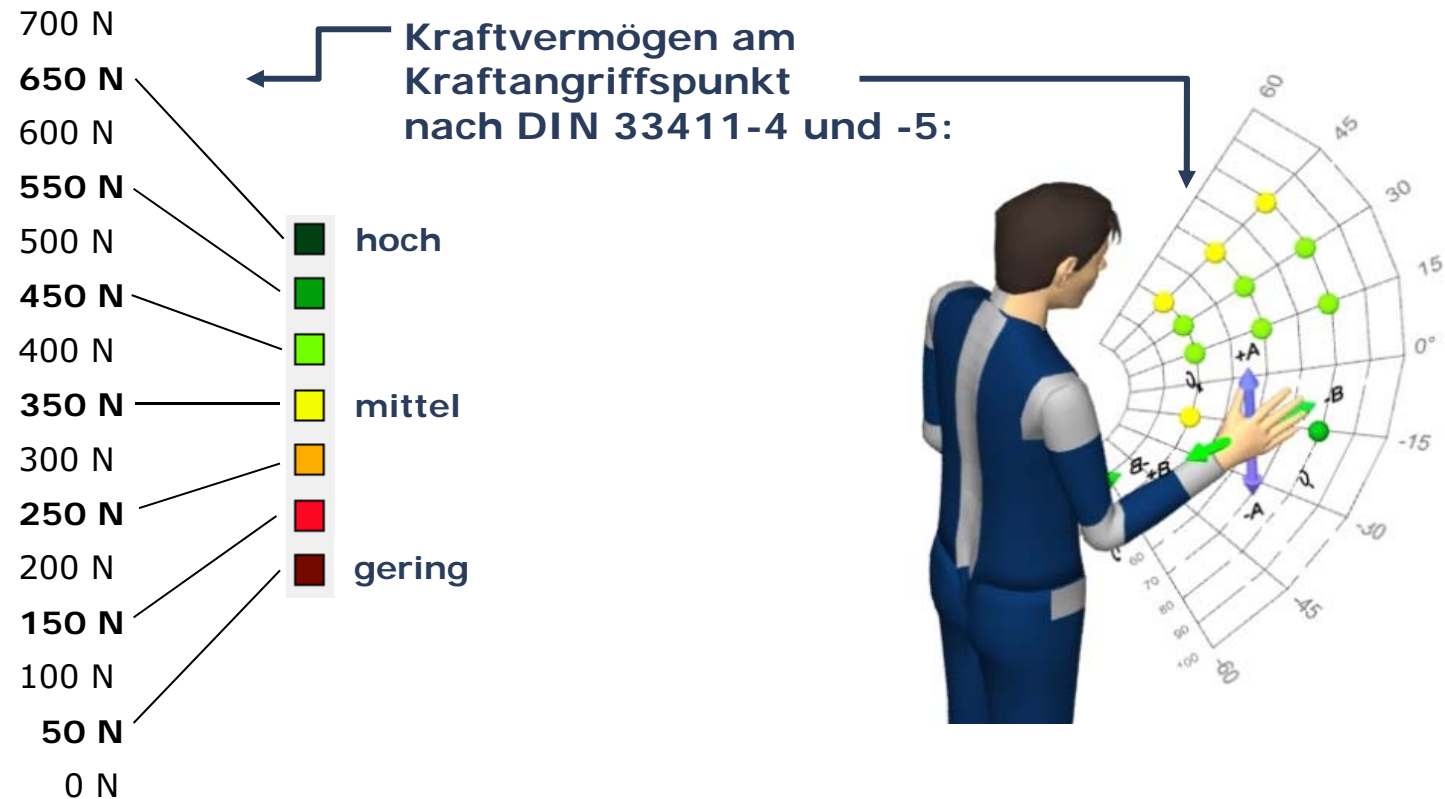 700 N
650 N
600 N
550 N
500 N
450 N
400 N
350 N
300 N
250 N
200 N
150 N
100 N
50 N
0 N
Kraftvermögen am
Kraftangriffspunkt
nach DIN 33411-4 und -5:
hoch
mittel
gering
60
45
30
15
0°
-15
-30
-45
-60
+A
-B
B-
+B
-A
60
70
80
90
100